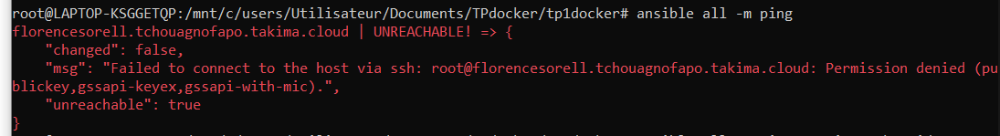 root@LAPTOP-KSGGETQP:/mnt/c/users/Utilisateur/Documents/TPdocker/tp1docker# ansible all -m ping
florencesorell.tchouagnofapo.takima.cloud | UNREACHABLE! => {
    "changed": false,
    "msg": "Failed to connect to the host via ssh: root@florencesorell.tchouagnofapo.takima.cloud: Permission denied (pu
blickey,gssapi-keyex,gssapi-with-mic).",
    "unreachable": true
}